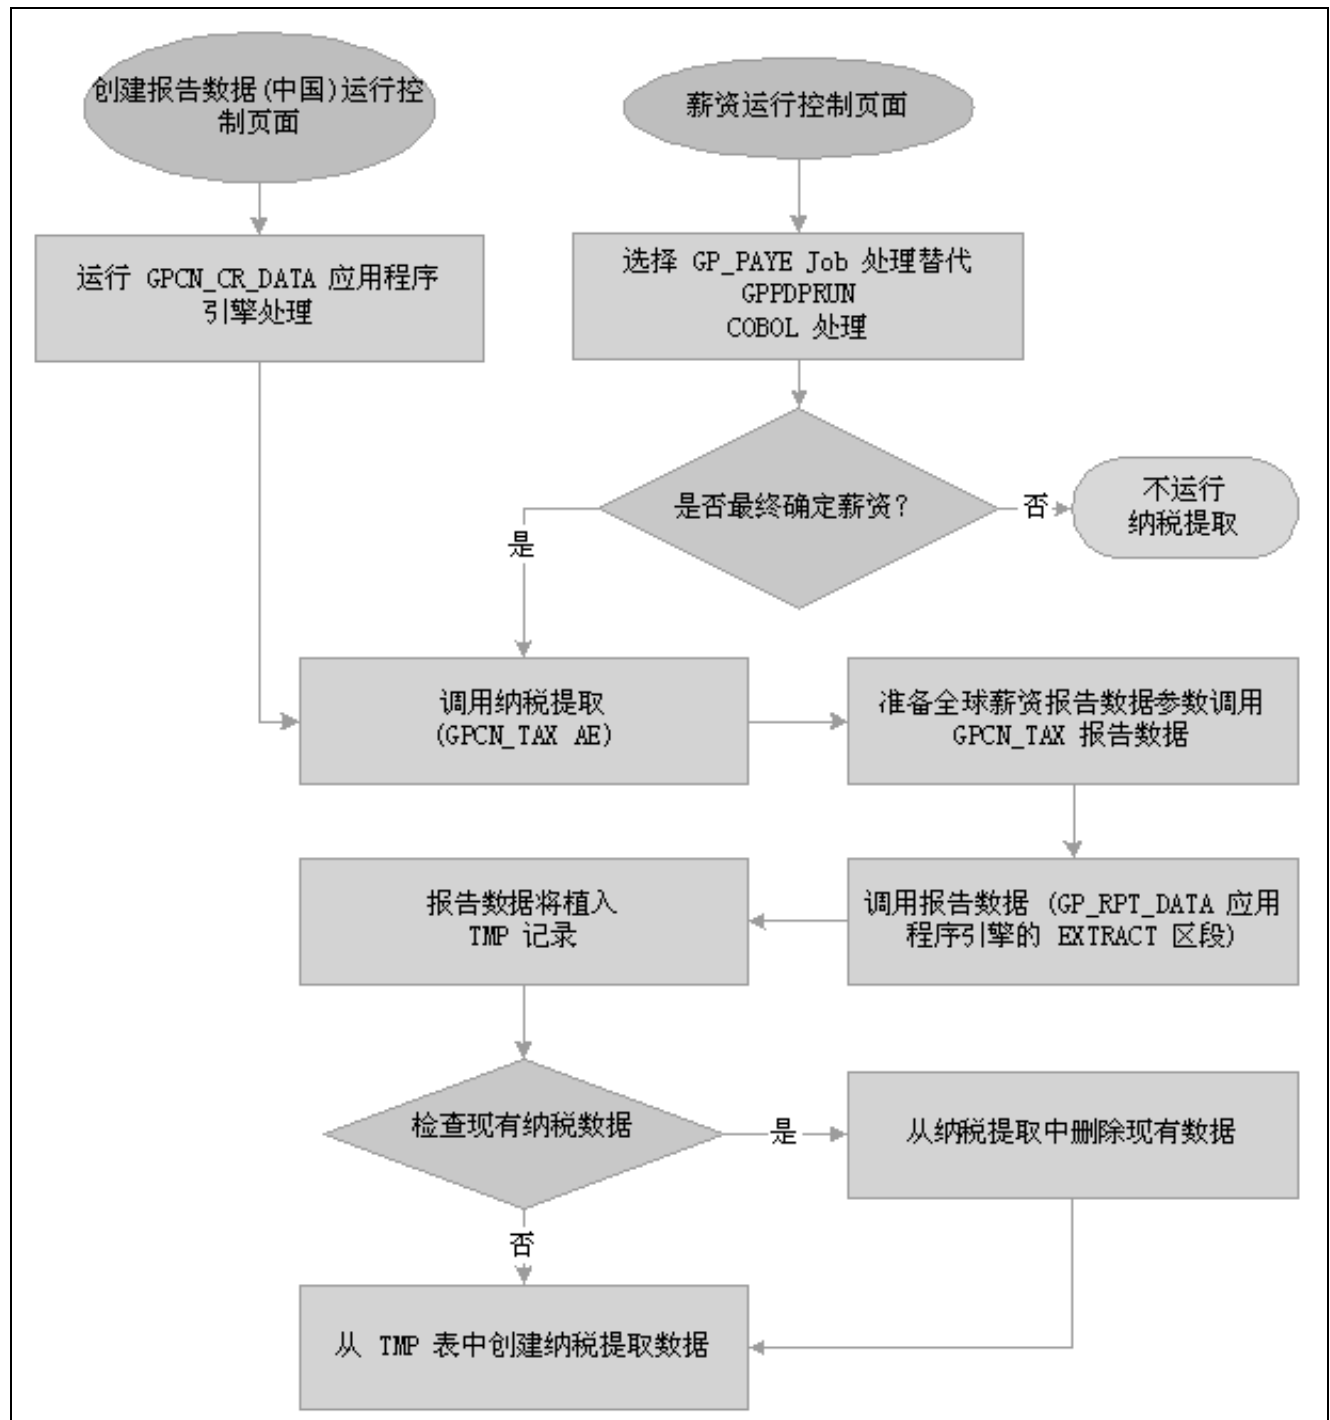 创建报告数据(中国)运行控
制页面
薪资运行控制页面
运行 GPCN_CR_DATA 应用程序
引擎处理
选择 GP_PAYE Job 处理替代
GPPDPRUN
COBOL 处理
是否最终确定薪资?
否
不运行
纳税提取
是
调用纳税提取
(GPCN_TAX AE)
准备全球薪资报告数据参数调用
GPCN_TAX 报告数据
报告数据将植入
TMP 记录
调用报告数据 (GP_RPT_DATA 应用
程序引擎的 EXTRACT 区段)
检查现有纳税数据
是
从纳税提取中删除现有数据
否
从 TMP 表中创建纳税提取数据